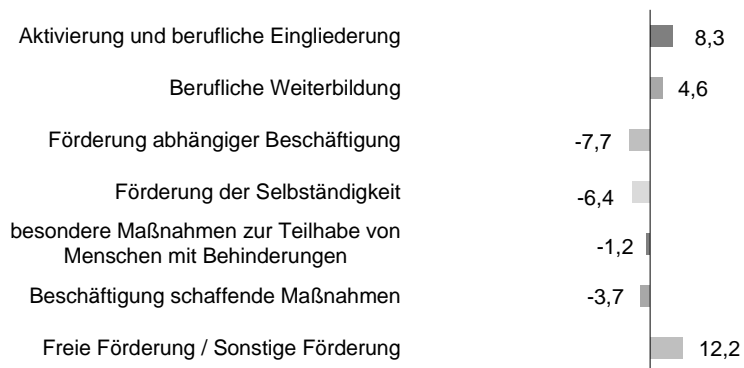 Aktivierung und berufliche Eingliederung 8,3
Berufliche Weiterbildung 4,6
Förderung abhängiger Beschäftigung -7,7
Förderung der Selbständigkeit -6,4
besondere Maßnahmen zur Teilhabe von
Menschen mit Behinderungen -1,2
Beschäftigung schaffende Maßnahmen -3,7
Freie Förderung / Sonstige Förderung 12,2